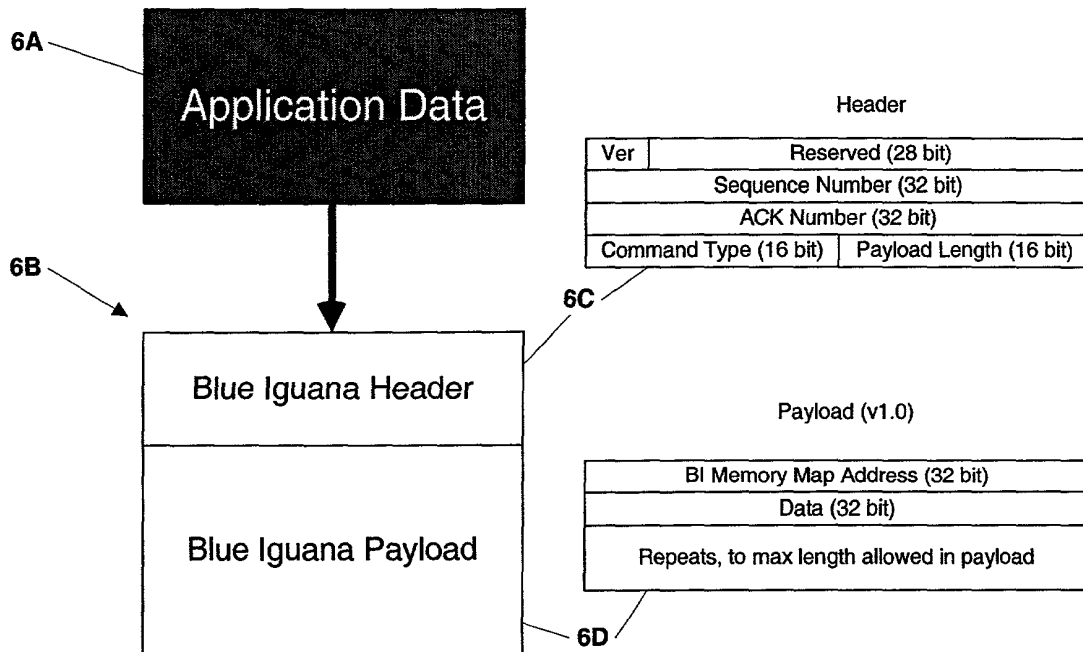 6A
Application Data
Header
Ver Reserved (28 bit)
Sequence Number (32 bit)
ACK Number (32 bit)
Command Type (16 bit) Payload Length (16 bit)
6B
6C
Blue Iguana Header
Payload (v1.0)
BI Memory Map Address (32 bit)
Data (32 bit)
Repeats, to max length allowed in payload
Blue Iguana Payload
6D